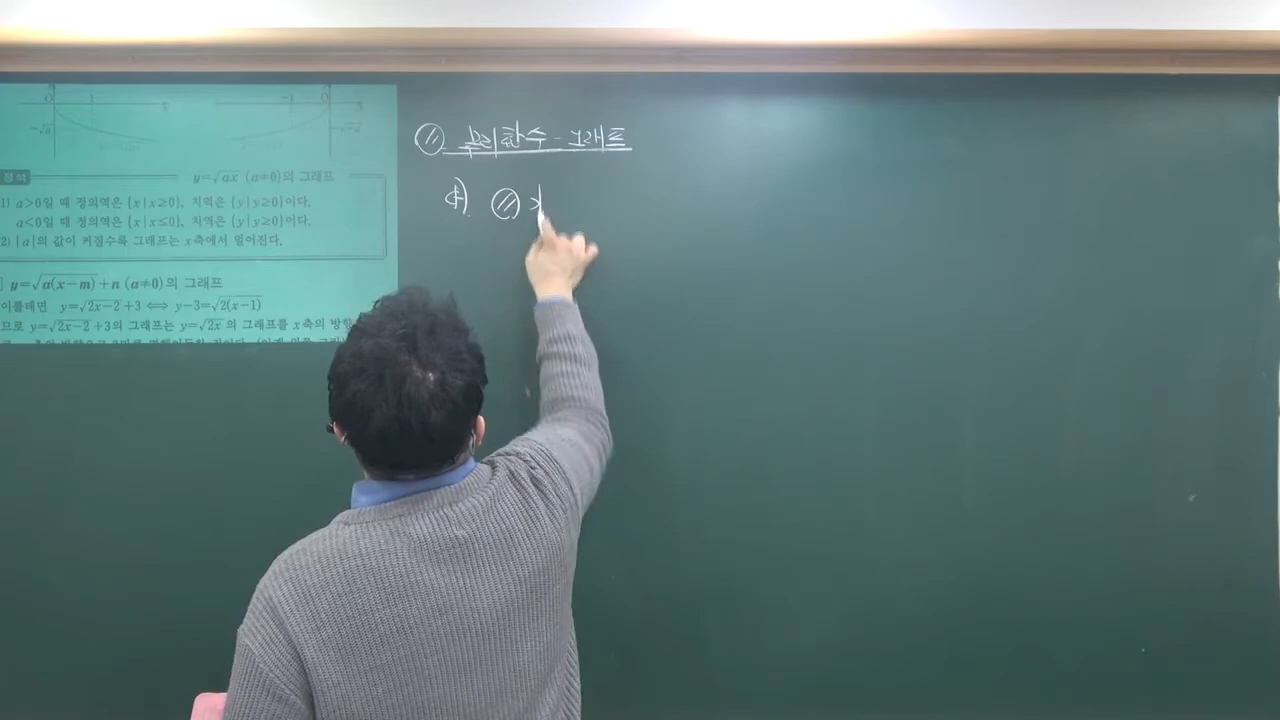 O 1 x -1 O x
-√a
정석 y=√ax (a≠0)의 그래프
1) a>0일 때 정의역은 {x|x≥0}, 치역은 {y|y≥0}이다.
a<0일 때 정의역은 {x|x≤0}, 치역은 {y|y≥0}이다.
2) |a|의 값이 커질수록 그래프는 x축에서 멀어진다.
y=√a(x-m)+n (a≠0)의 그래프
이를테면 y=√2x-2+3 ⟺ y-3=√2(x-1)
므로 y=√2x-2+3의 그래프는 y=√2x 의 그래프를 x축의 방향
무리함수 - 그래프